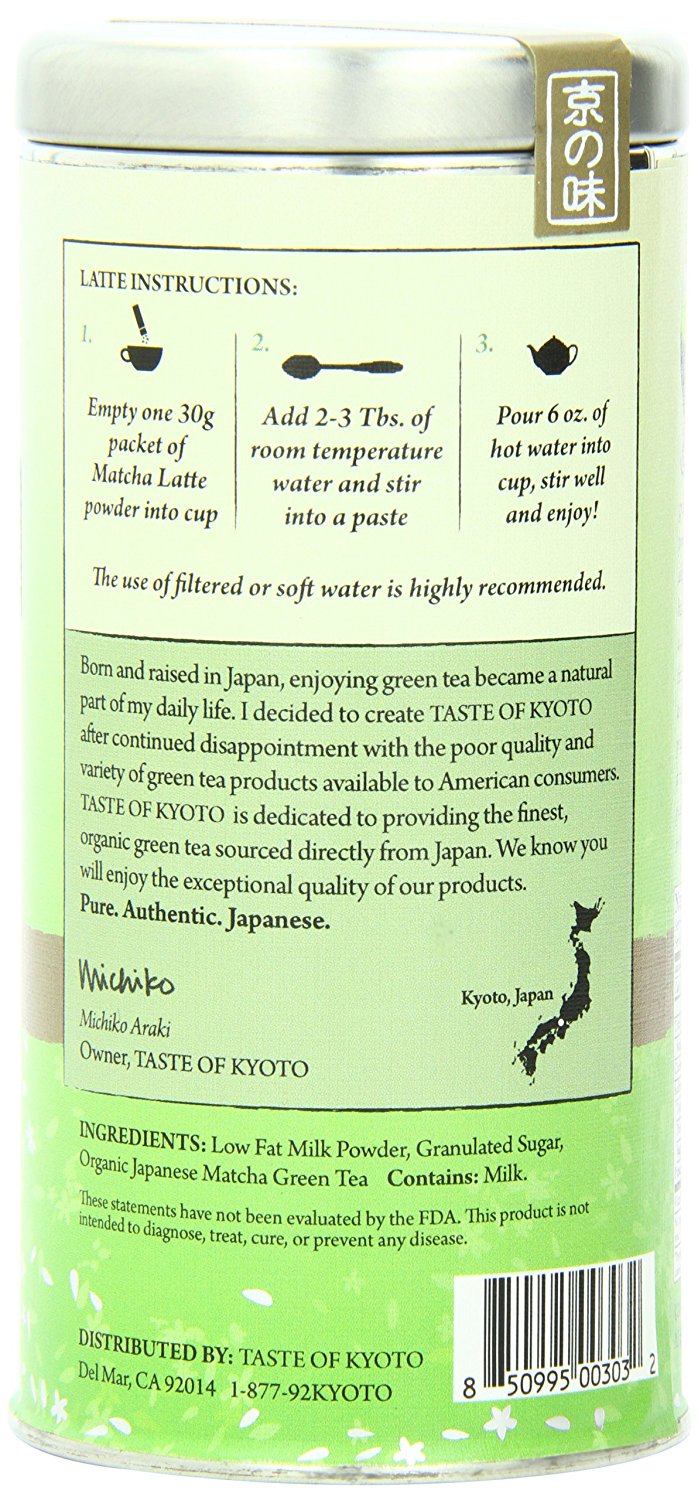 京の味
LATTE INSTRUCTIONS:
1.
Empty one 30g
packet of
Matcha Latte
powder into cup
2.
Add 2-3 Tbs. of
room temperature
water and stir
into a paste
3.
Pour 6 oz. of
hot water into
cup, stir well
and enjoy!
The use of filtered or soft water is highly recommended.
Born and raised in Japan, enjoying green tea became a natural
part of my daily life. I decided to create TASTE OF KYOTO
after continued disappointment with the poor quality and
variety of green tea products available to American consumers.
TASTE OF KYOTO is dedicated to providing the finest,
organic green tea sourced directly from Japan. We know you
will enjoy the exceptional quality of our products.
Pure. Authentic. Japanese.
Michiko
Kyoto, Japan
Michiko Araki
Owner, TASTE OF KYOTO
INGREDIENTS: Low Fat Milk Powder, Granulated Sugar,
Organic Japanese Matcha Green Tea Contains: Milk.
These statements have not been evaluated by the FDA. This product is not
intended to diagnose, treat, cure, or prevent any disease.
DISTRIBUTED BY: TASTE OF KYOTO
Del Mar, CA 92014 1-877-92KYOTO
8 50995 00303 2